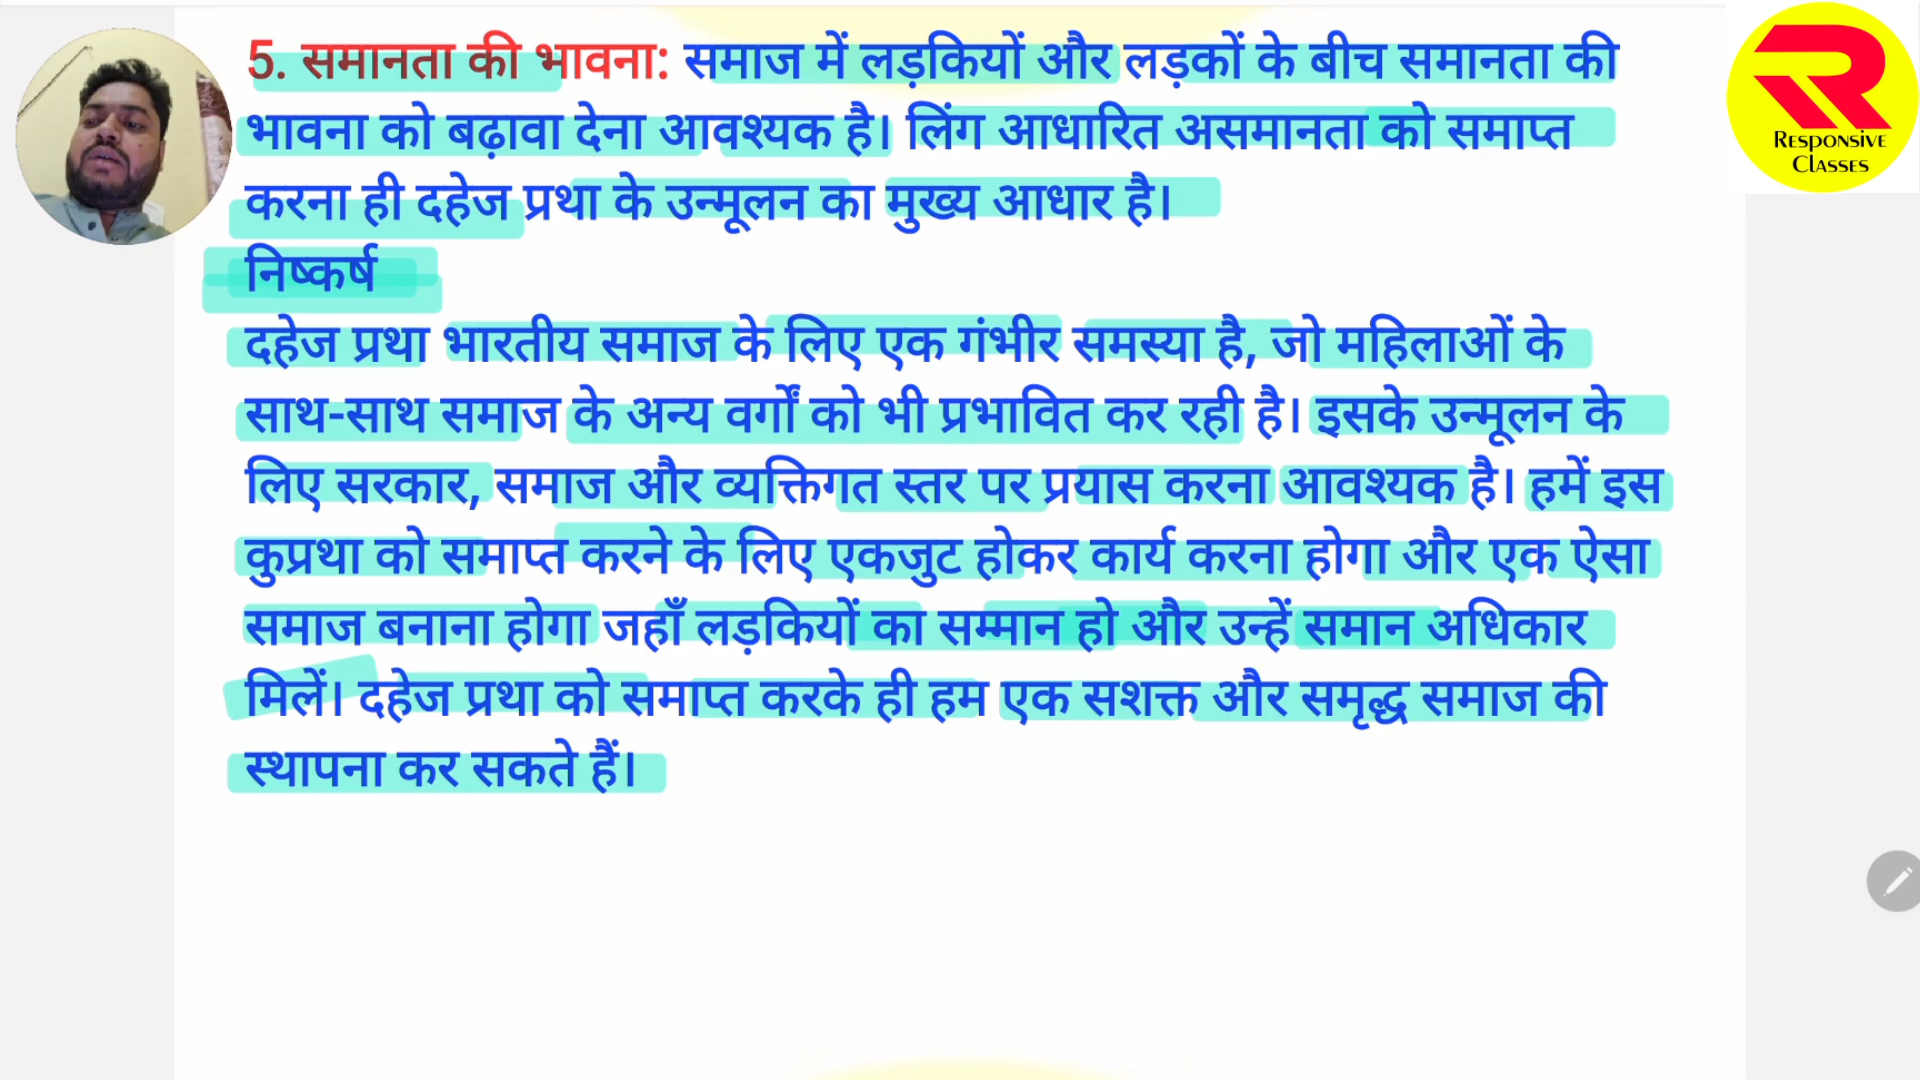 5. समानता की भावना: समाज में लड़कियों और लड़कों के बीच समानता की
भावना को बढ़ावा देना आवश्यक है। लिंग आधारित असमानता को समाप्त
करना ही दहेज प्रथा के उन्मूलन का मुख्य आधार है।
निष्कर्ष
दहेज प्रथा भारतीय समाज के लिए एक गंभीर समस्या है, जो महिलाओं के
साथ-साथ समाज के अन्य वर्गों को भी प्रभावित कर रही है। इसके उन्मूलन के
लिए सरकार, समाज और व्यक्तिगत स्तर पर प्रयास करना आवश्यक है। हमें इस
कुप्रथा को समाप्त करने के लिए एकजुट होकर कार्य करना होगा और एक ऐसा
समाज बनाना होगा जहाँ लड़कियों का सम्मान हो और उन्हें समान अधिकार
मिलें। दहेज प्रथा को समाप्त करके ही हम एक सशक्त और समृद्ध समाज की
स्थापना कर सकते हैं।
RESPONSIVE
CLASSES